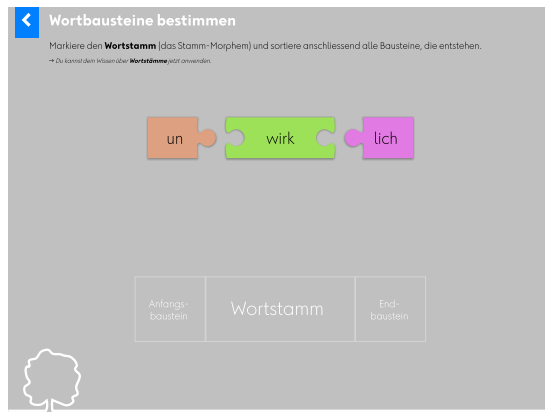 Wortbausteine bestimmen
Markiere den Wortstamm (das Stamm-Morphem) und sortiere anschliessend alle Bausteine, die entstehen.
→ Du kannst dein Wissen über Wortstämme jetzt anwenden.
un wirk lich
Anfangs-
baustein
Wortstamm
End-
baustein